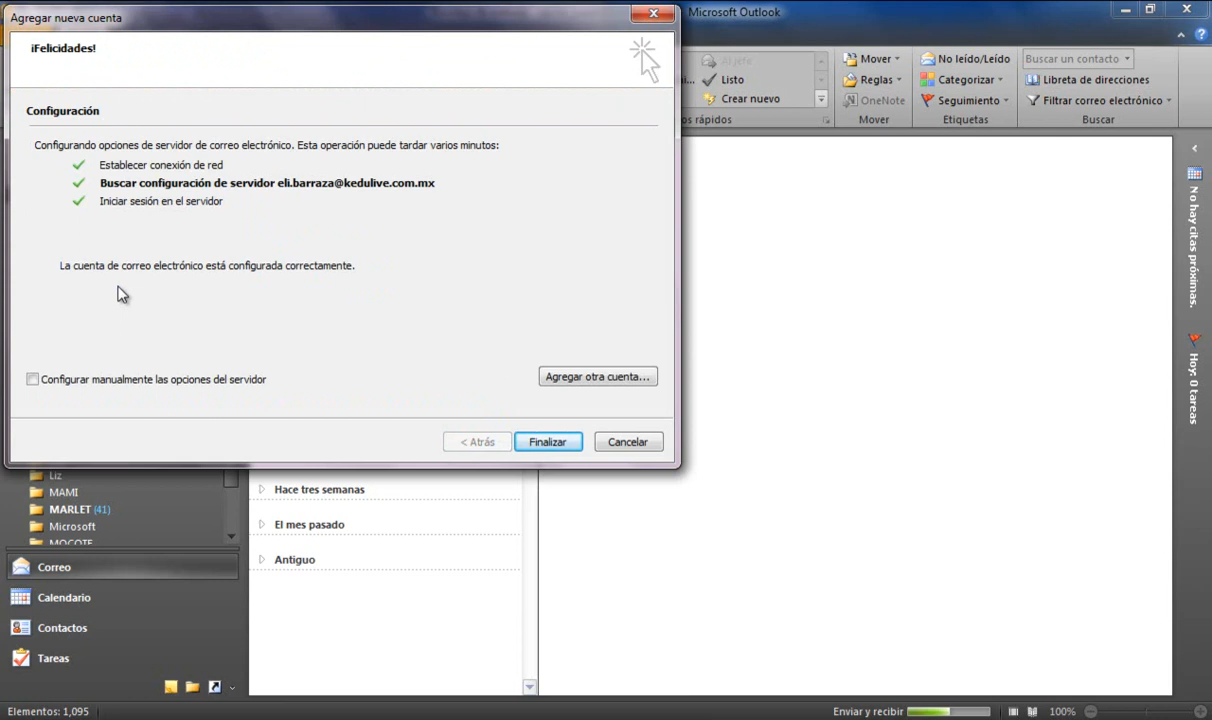 Agregar nueva cuenta
Microsoft Outlook
¡Felicidades!
Configuración
Configurando opciones de servidor de correo electrónico. Esta operación puede tardar varios minutos:
Establecer conexión de red
Buscar configuración de servidor eli.barraza@kedulive.com.mx
Iniciar sesión en el servidor
La cuenta de correo electrónico está configurada correctamente.
Configurar manualmente las opciones del servidor
Agregar otra cuenta...
< Atrás
Finalizar
Cancelar
Al jefe
Listo
Crear nuevo
os rápidos
Mover
Reglas
OneNote
Mover
No leído/Leído
Categorizar
Seguimiento
Etiquetas
Buscar un contacto
Libreta de direcciones
Filtrar correo electrónico
Buscar
No hay citas próximas.
Hoy: 0 tareas
Liz
MAMI
MARLET (41)
Microsoft
MOCOTE
Correo
Calendario
Contactos
Tareas
Hace tres semanas
El mes pasado
Antiguo
Elementos: 1,095
Enviar y recibir
100%